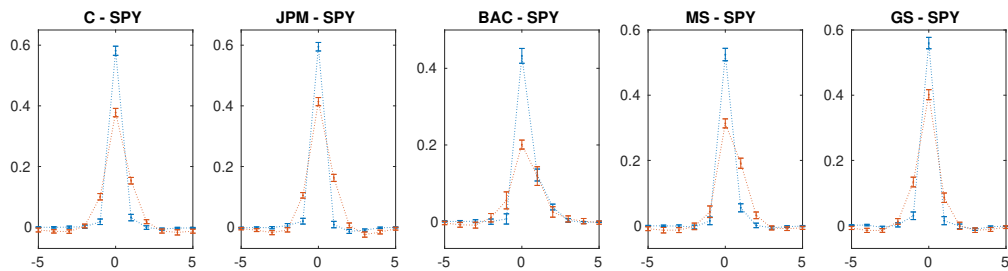 C - SPY JPM - SPY BAC - SPY MS - SPY GS - SPY
0.6 0.6 0.4 0.6 0.6
0.4 0.4 0.2 0.4 0.4
0.2 0.2 0 0.2 0.2
0 0 0 0
-5 0 5 -5 0 5 -5 0 5 -5 0 5 -5 0 5